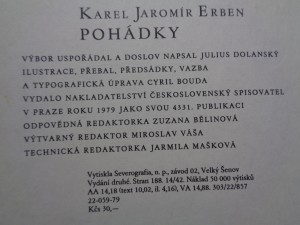 KAREL JAROMÍR ERBEN
POHÁDKY
VÝBOR USPOŘÁDAL A DOSLOV NAPSAL JULIUS DOLANSKÝ
ILUSTRACE, PŘEBAL, PŘEDSÁDKY, VAZBA
A TYPOGRAFICKÁ ÚPRAVA CYRIL BOUDA
VYDALO NAKLADATELSTVÍ ČESKOSLOVENSKÝ SPISOVATEL
V PRAZE ROKU 1979 JAKO SVOU 4331. PUBLIKACI
ODPOVĚDNÁ REDAKTORKA ZUZANA BĚLINOVÁ
VÝTVARNÝ REDAKTOR MIROSLAV VÁŠA
TECHNICKÁ REDAKTORKA JARMILA MAŠKOVÁ
Vytiskla Severografia, n. p., závod 02, Velký Šenov
Vydání druhé. Stran 188. 14/42. Náklad 50 000 výtisků
AA 14,18 (text 10,02, il. 4,16), VA 14,88. 503/22/857
22-059-79
Kčs 30,—